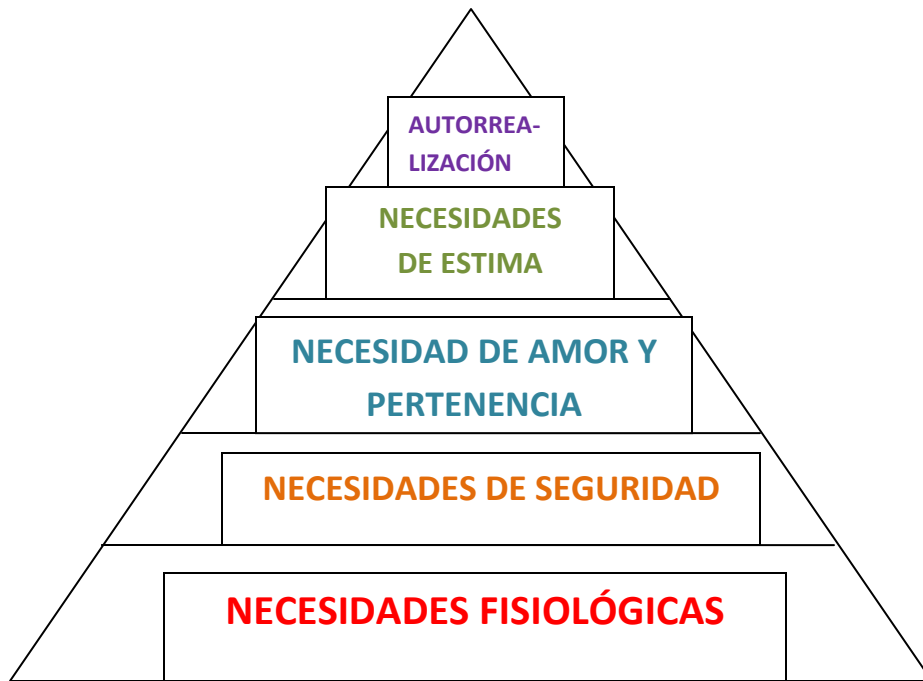 AUTORREA-
LIZACIÓN
NECESIDADES
DE ESTIMA
NECESIDAD DE AMOR Y
PERTENENCIA
NECESIDADES DE SEGURIDAD
NECESIDADES FISIOLÓGICAS